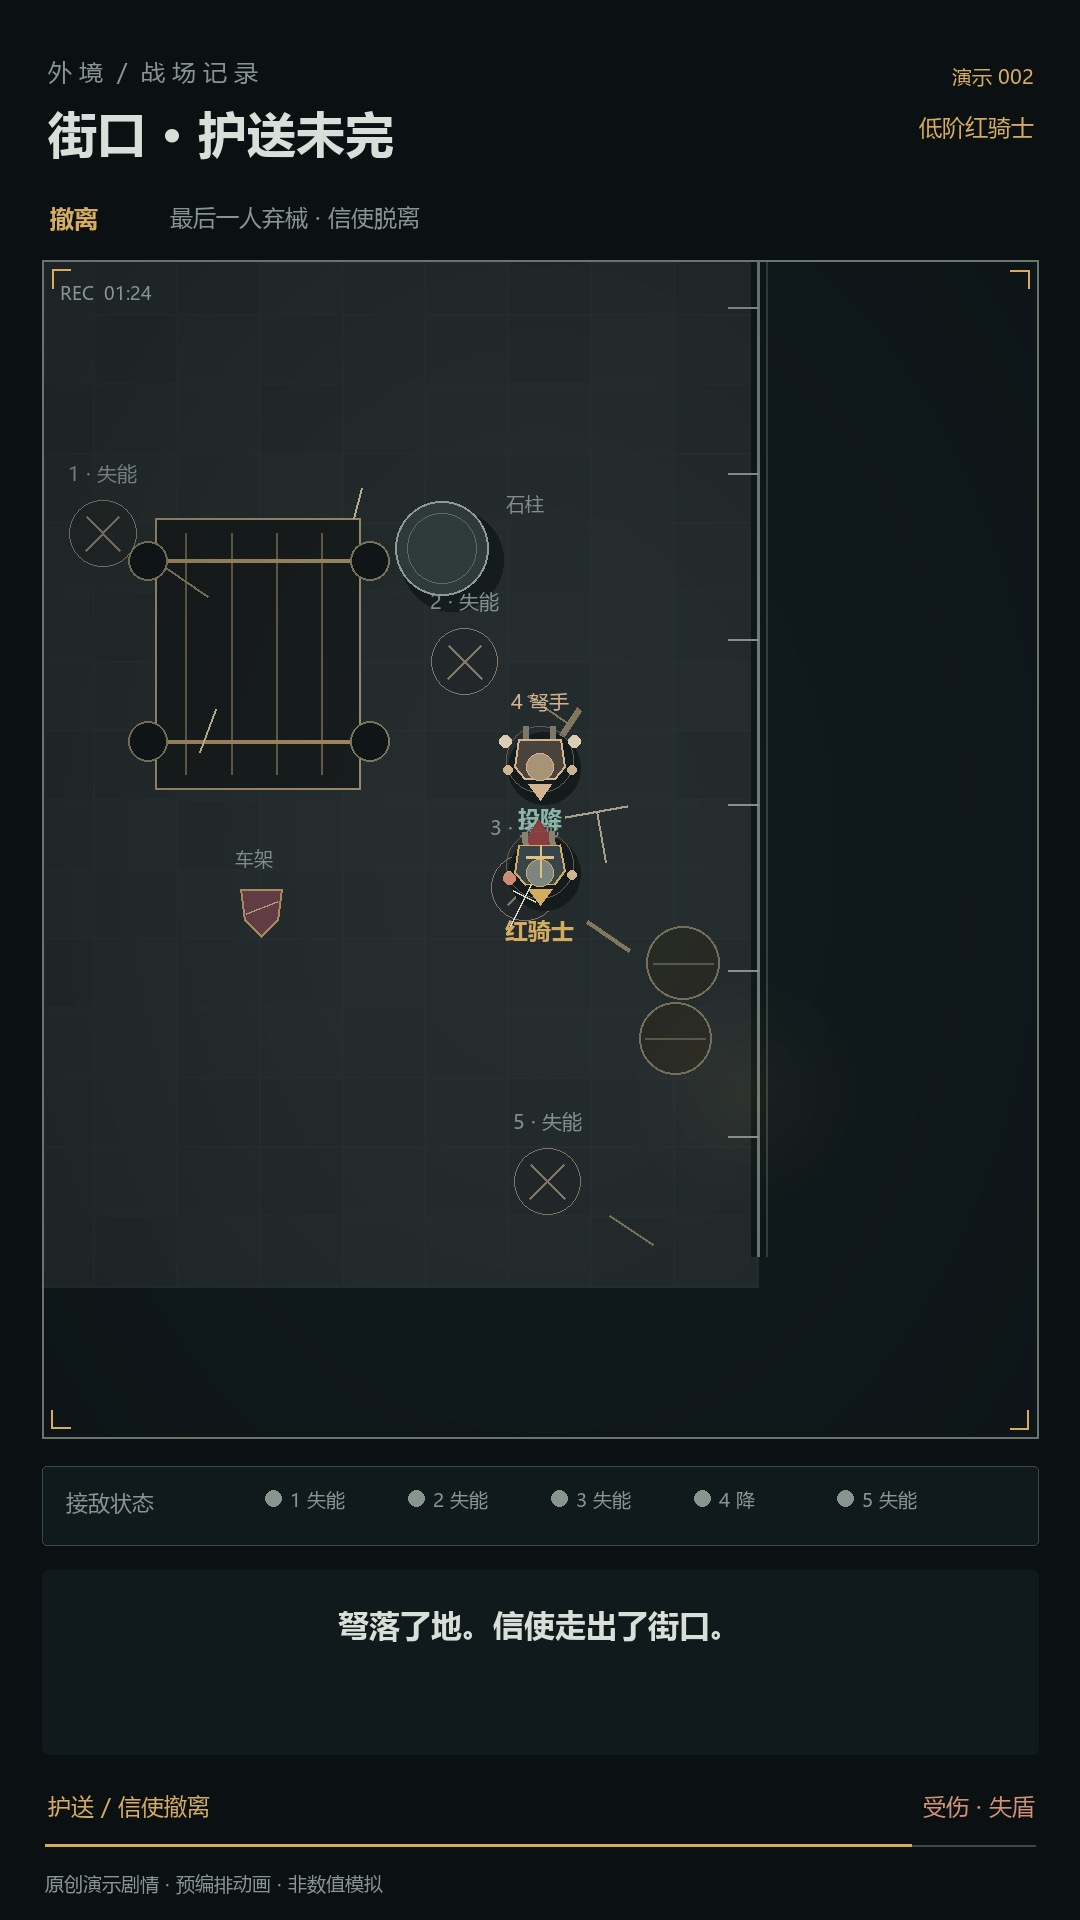 外境 / 战场记录
演示 002
街口·护送未完
低阶红骑士
撤离 最后一人弃械·信使脱离
REC 01:24
1·失能
石柱
2·失能
4 弩手
投降
3·
车架
红骑士
5·失能
接敌状态 1 失能 2 失能 3 失能 4 降 5 失能
弩落了地。信使走出了街口。
护送 / 信使撤离
受伤·失盾
原创演示剧情·预编排动画·非数值模拟